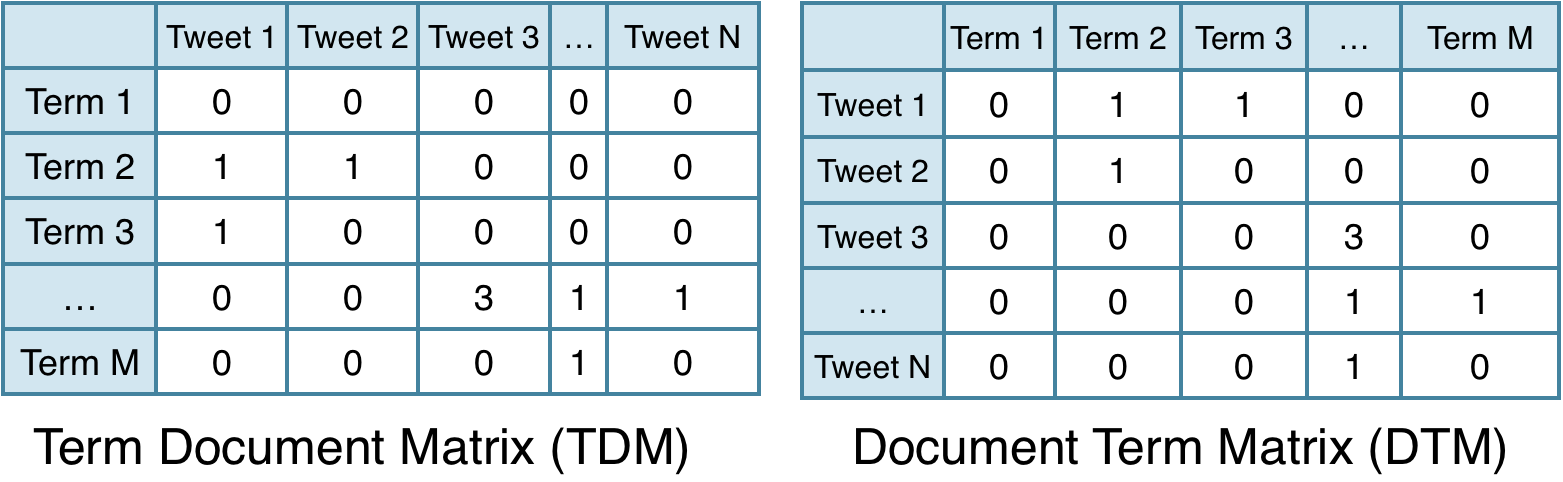 Tweet 1 Tweet 2 Tweet 3 … Tweet N
Term 1 0 0 0 0 0
Term 2 1 1 0 0 0
Term 3 1 0 0 0 0
… 0 0 3 1 1
Term M 0 0 0 1 0
Term Document Matrix (TDM)
Term 1 Term 2 Term 3 … Term M
Tweet 1 0 1 1 0 0
Tweet 2 0 1 0 0 0
Tweet 3 0 0 0 3 0
… 0 0 0 1 1
Tweet N 0 0 0 1 0
Document Term Matrix (DTM)